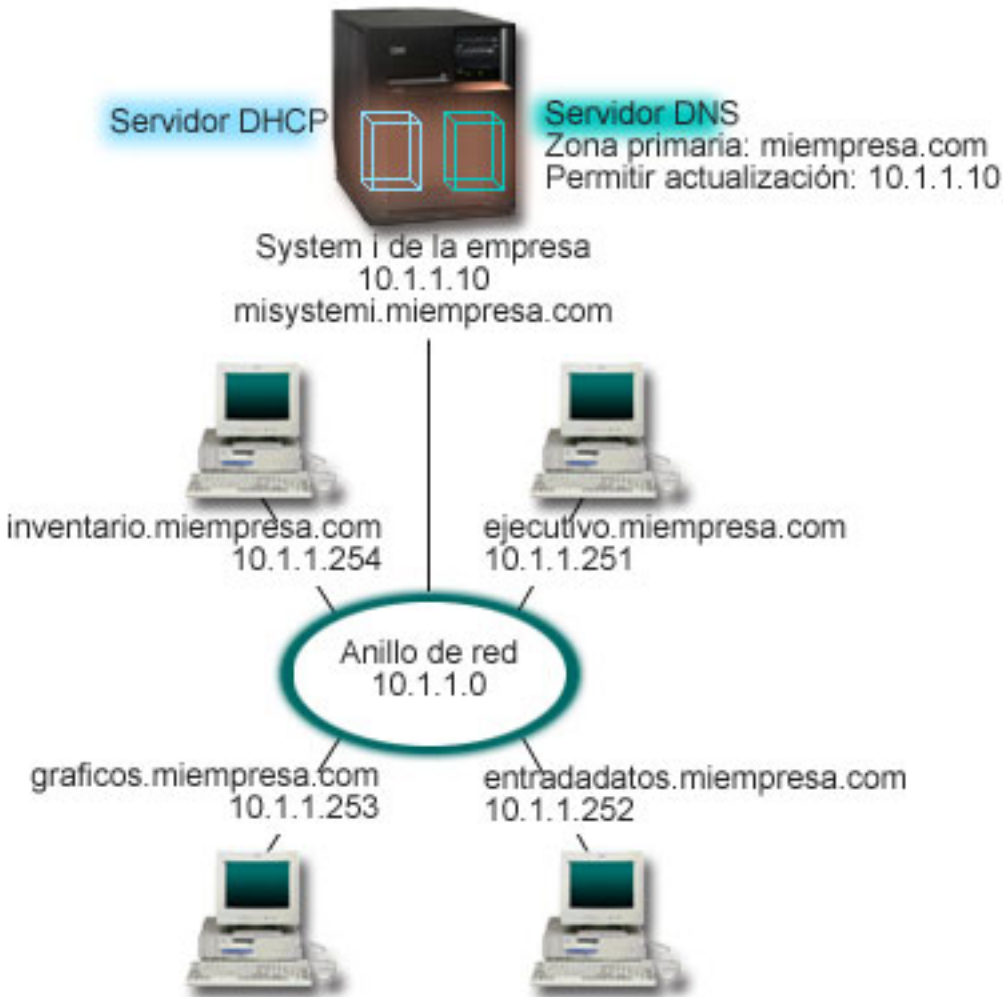 Servidor DHCP
Servidor DNS
Zona primaria: miempresa.com
Permitir actualización: 10.1.1.10
System i de la empresa
10.1.1.10
misystemi.miempresa.com
inventario.miempresa.com
10.1.1.254
ejecutivo.miempresa.com
10.1.1.251
Anillo de red
10.1.1.0
graficos.miempresa.com
10.1.1.253
entradadatos.miempresa.com
10.1.1.252